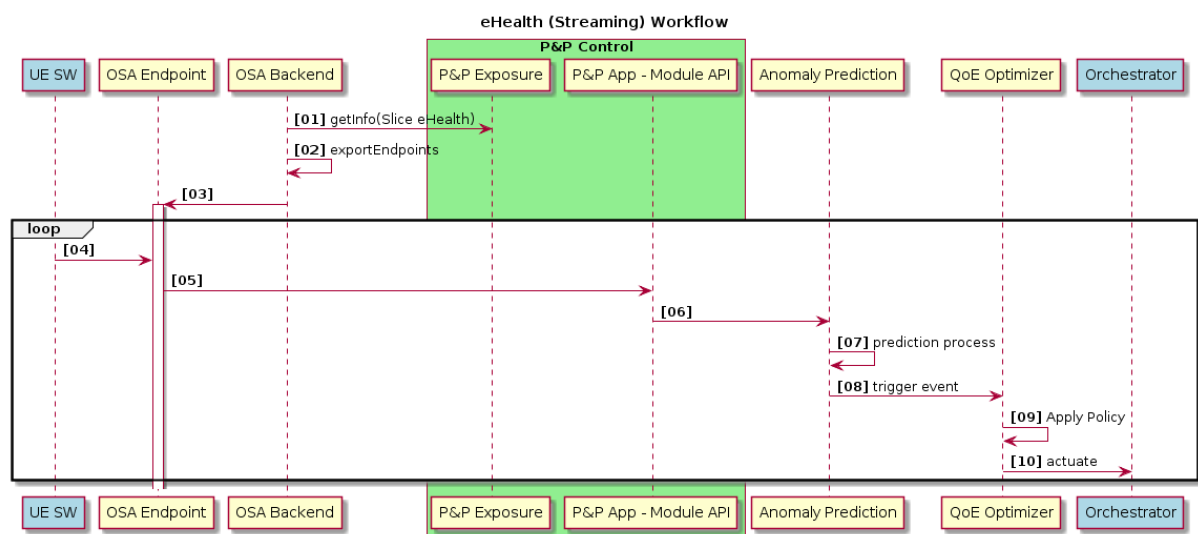 eHealth (Streaming) Workflow
P&P Control
UE SW
OSA Endpoint
OSA Backend
P&P Exposure
P&P App - Module API
Anomaly Prediction
QoE Optimizer
Orchestrator
[01] getInfo(Slice eHealth)
[02] exportEndpoints
[03]
loop
[04]
[05]
[06]
[07] prediction process
[08] trigger event
[09] Apply Policy
[10] actuate
UE SW
OSA Endpoint
OSA Backend
P&P Exposure
P&P App - Module API
Anomaly Prediction
QoE Optimizer
Orchestrator